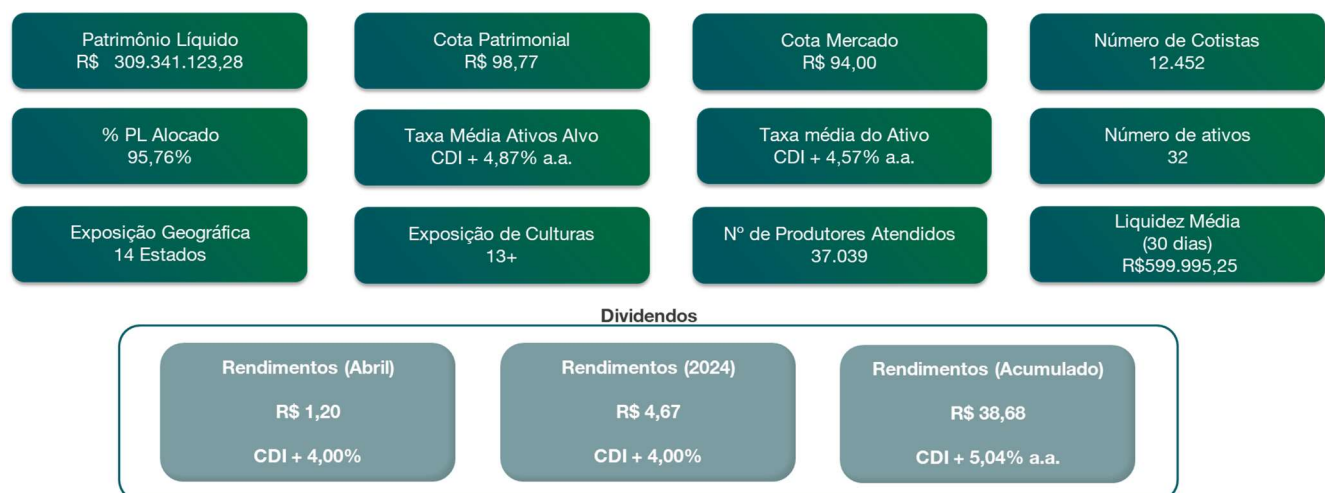 Patrimônio Líquido
R$ 309.341.123,28
Cota Patrimonial
R$ 98,77
Cota Mercado
R$ 94,00
Número de Cotistas
12.452
% PL Alocado
95,76%
Taxa Média Ativos Alvo
CDI + 4,87% a.a.
Taxa média do Ativo
CDI + 4,57% a.a.
Número de ativos
32
Exposição Geográfica
14 Estados
Exposição de Culturas
13+
Nº de Produtores Atendidos
37.039
Liquidez Média
(30 dias)
R$599.995,25
Dividendos
Rendimentos (Abril)
R$ 1,20
CDI + 4,00%
Rendimentos (2024)
R$ 4,67
CDI + 4,00%
Rendimentos (Acumulado)
R$ 38,68
CDI + 5,04% a.a.